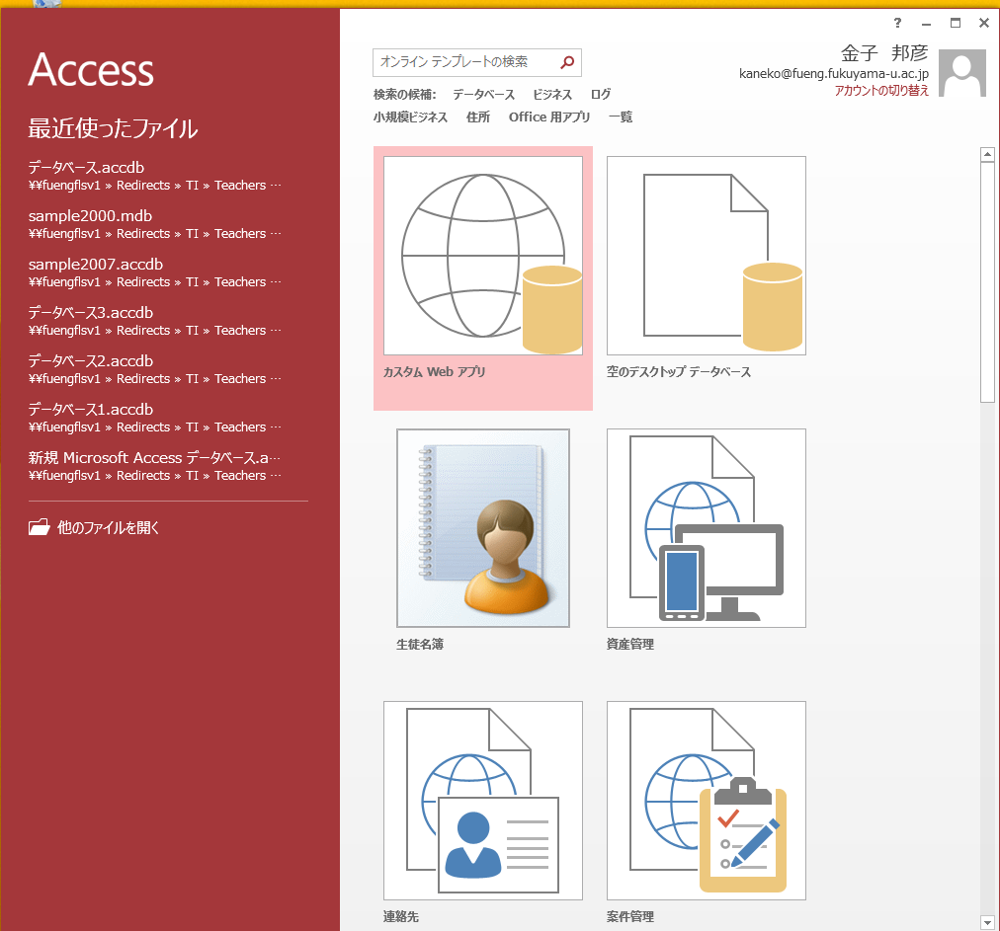 ?
Access
最近使ったファイル
データベース.accdb
¥¥fuengflsv1 » Redirects » TI » Teachers ···
sample2000.mdb
¥¥fuengflsv1 » Redirects » TI » Teachers ···
sample2007.accdb
¥¥fuengflsv1 » Redirects » TI » Teachers ···
データベース3.accdb
¥¥fuengflsv1 » Redirects » TI » Teachers ···
データベース2.accdb
¥¥fuengflsv1 » Redirects » TI » Teachers ···
データベース1.accdb
¥¥fuengflsv1 » Redirects » TI » Teachers ···
新規 Microsoft Access データベース.a···
¥¥fuengflsv1 » Redirects » TI » Teachers ···
他のファイルを開く
オンライン テンプレートの検索
検索の候補: データベース ビジネス ログ
小規模ビジネス 住所 Office 用アプリ 一覧
金子 邦彦
kaneko@fueng.fukuyama-u.ac.jp
アカウントの切り替え
カスタム Web アプリ
空のデスクトップ データベース
生徒名簿
資産管理
連絡先
案件管理